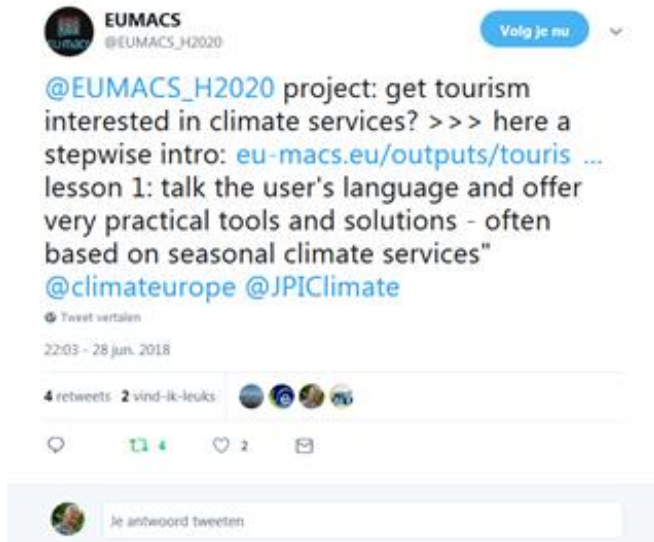 EUMACS
@EUMACS_H2020
Volg je nu
@EUMACS_H2020 project: get tourism
interested in climate services? >>> here a
stepwise intro: eu-macs.eu/outputs/touris ...
lesson 1: talk the user's language and offer
very practical tools and solutions - often
based on seasonal climate services"
@climateurope @JPIClimate
Tweet vertalen
22:03 - 28 jun. 2018
4 retweets 2 vind-ik-leuks
4 2
Je antwoord tweeten